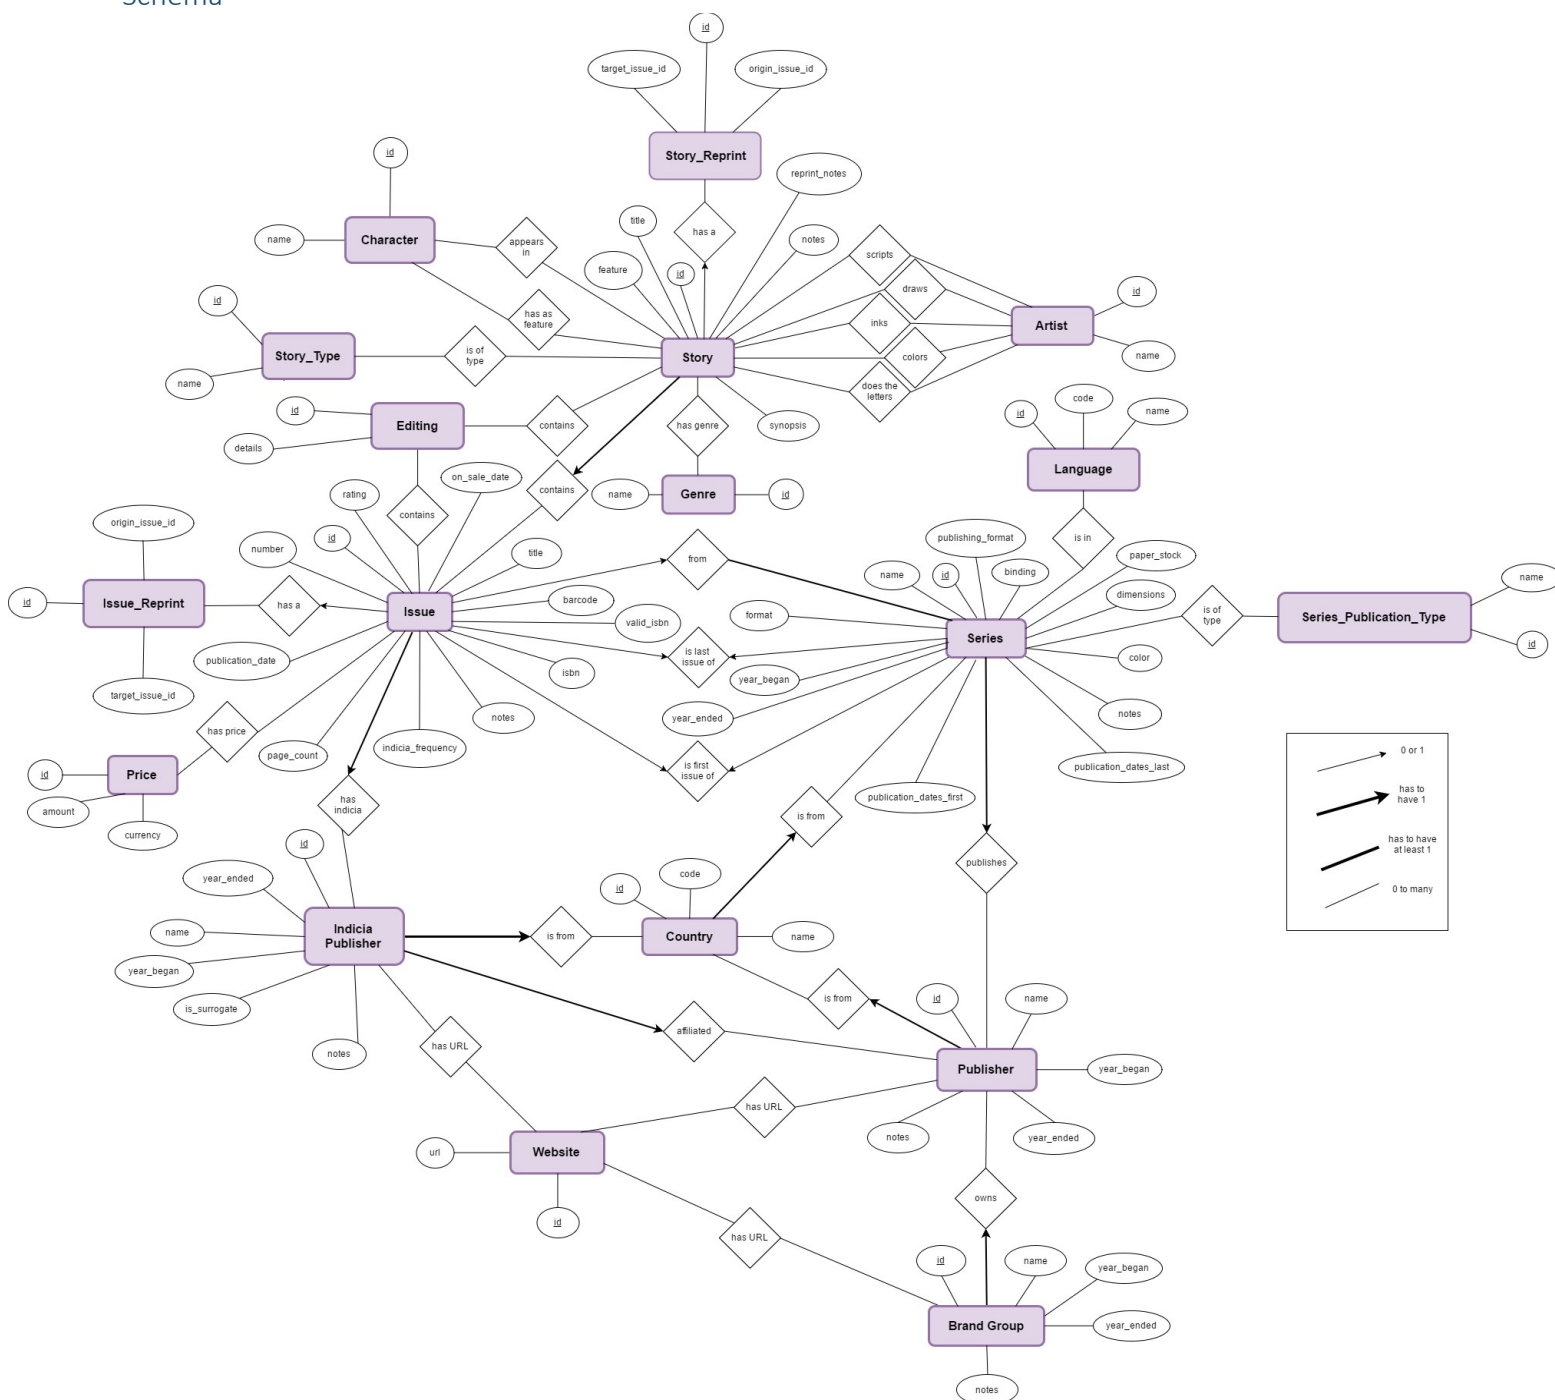 Schema
id
target_issue_id
origin_issue_id
Story_Reprint
id
reprint_notes
has a
title
notes
name
Character
appears
in
scripts
feature
id
draws
id
id
has as
feature
inks
Artist
Story_Type
is of
type
Story
colors
name
name
does the
letters
id
Editing
contains
has genre
synopsis
code
id
name
details
Language
on_sale_date
rating
contains
name
Genre
id
contains
origin_issue_id
number
id
title
from
publishing_format
is in
paper_stock
name
id
binding
name
dimensions
id
Issue_Reprint
has a
Issue
barcode
format
is of
type
Series_Publication_Type
valid_isbn
Series
id
publication_date
is last
issue of
color
target_issue_id
isbn
year_began
has price
notes
year_ended
notes
page_count
indicia_frequency
0 or 1
id
Price
is first
issue of
publication_dates_last
has to
have 1
amount
has
indicia
publication_dates_first
currency
is from
has to have
at least 1
id
publishes
year_ended
id
code
0 to many
name
Indicia
Publisher
is from
Country
name
year_began
is_surrogate
is from
id
name
notes
has URL
affiliated
Publisher
year_began
has URL
notes
year_ended
url
Website
id
owns
has URL
id
name
year_began
Brand Group
year_ended
notes